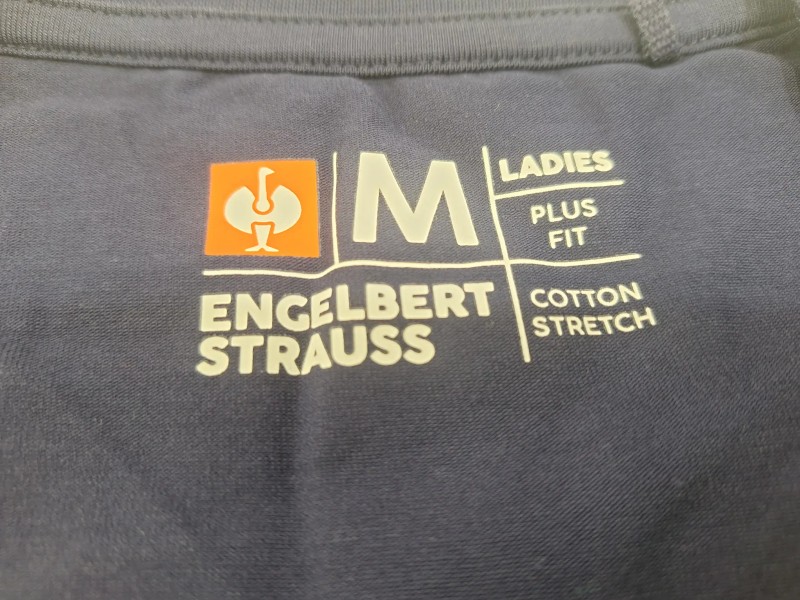 M
LADIES
PLUS
FIT
ENGELBERT
STRAUSS
COTTON
STRETCH